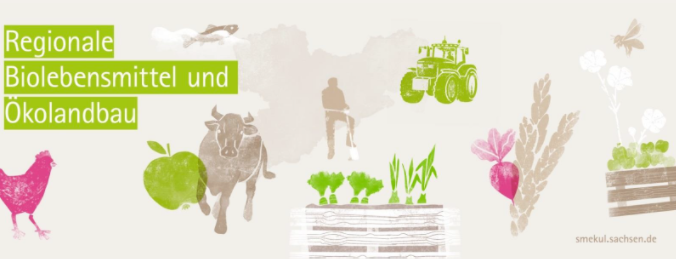 Regionale
Biolebensmittel und
Ökolandbau
smekul.sachsen.de